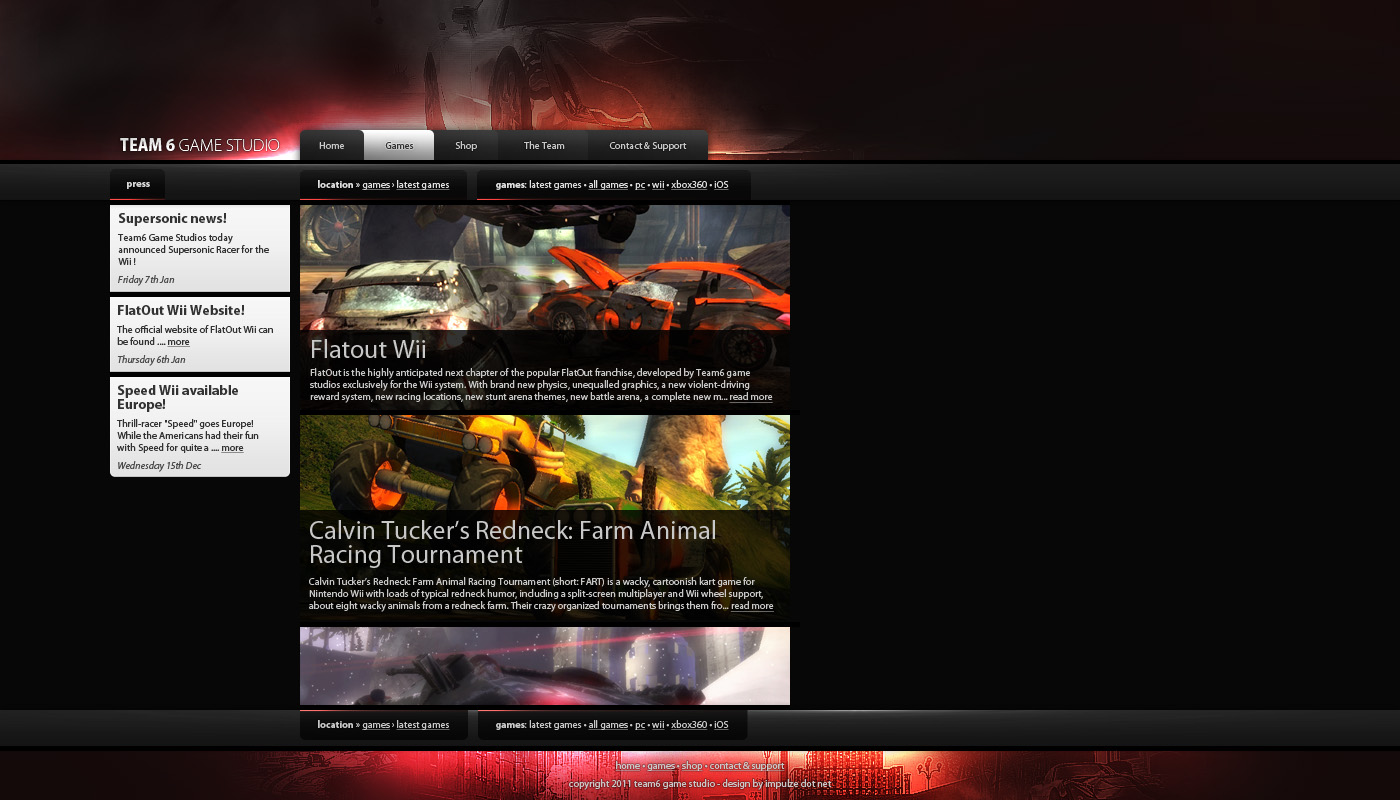 TEAM 6 GAME STUDIO
Home Games Shop The Team Contact & Support
press
location » games › latest games
games: latest games • all games • pc • wii • xbox360 • iOS
Supersonic news!
Team6 Game Studios today
announced Supersonic Racer for the
Wii !
Friday 7th Jan
FlatOut Wii Website!
The official website of FlatOut Wii can
be found .... more
Thursday 6th Jan
Speed Wii available
Europe!
Thrill-racer "Speed" goes Europe!
While the Americans had their fun
with Speed for quite a .... more
Wednesday 15th Dec
Flatout Wii
FlatOut is the highly anticipated next chapter of the popular FlatOut franchise, developed by Team6 game
studios exclusively for the Wii system. With brand new physics, unequalled graphics, a new violent-driving
reward system, new racing locations, new stunt arena themes, new battle arena, a complete new m... read more
Calvin Tucker’s Redneck: Farm Animal
Racing Tournament
Calvin Tucker’s Redneck: Farm Animal Racing Tournament (short: FART) is a wacky, cartoonish kart game for
Nintendo Wii with loads of typical redneck humor, including a split-screen multiplayer and Wii wheel support,
about eight wacky animals from a redneck farm. Their crazy organized tournaments brings them fro... read more
location » games › latest games
games: latest games • all games • pc • wii • xbox360 • iOS
home • games • shop • contact & support
copyright 2011 team6 game studio - design by impulze dot net